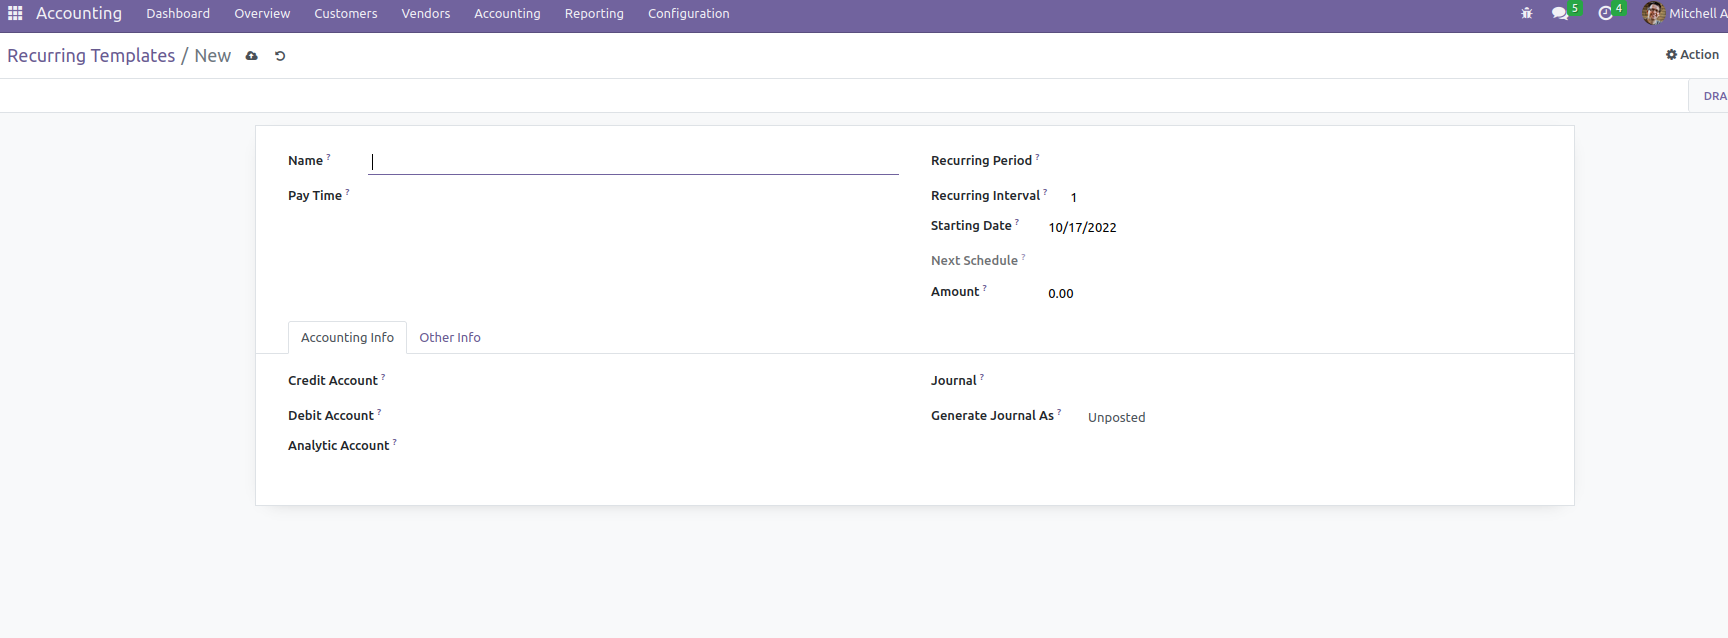 Accounting Dashboard Overview Customers Vendors Accounting Reporting Configuration 5 4 Mitchell A
Recurring Templates / New Action
DRA
Name ? Recurring Period ?
Pay Time ? Recurring Interval ? 1
Starting Date ? 10/17/2022
Next Schedule ?
Amount ? 0.00
Accounting Info Other Info
Credit Account ? Journal ?
Debit Account ? Generate Journal As ? Unposted
Analytic Account ?